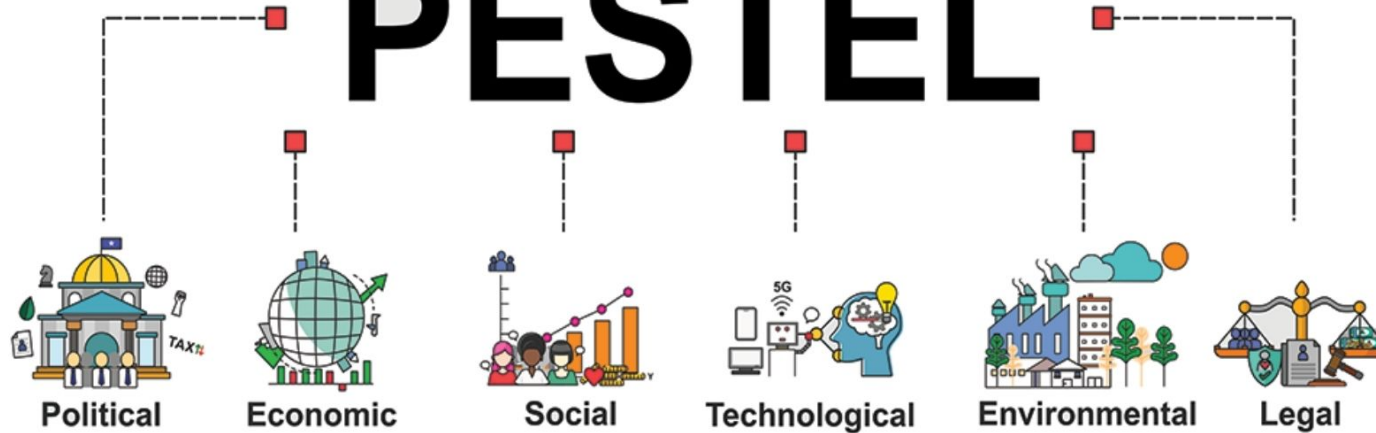 PESTEL
5G
TAX
Y
Political
Economic
Social
Technological
Environmental
Legal